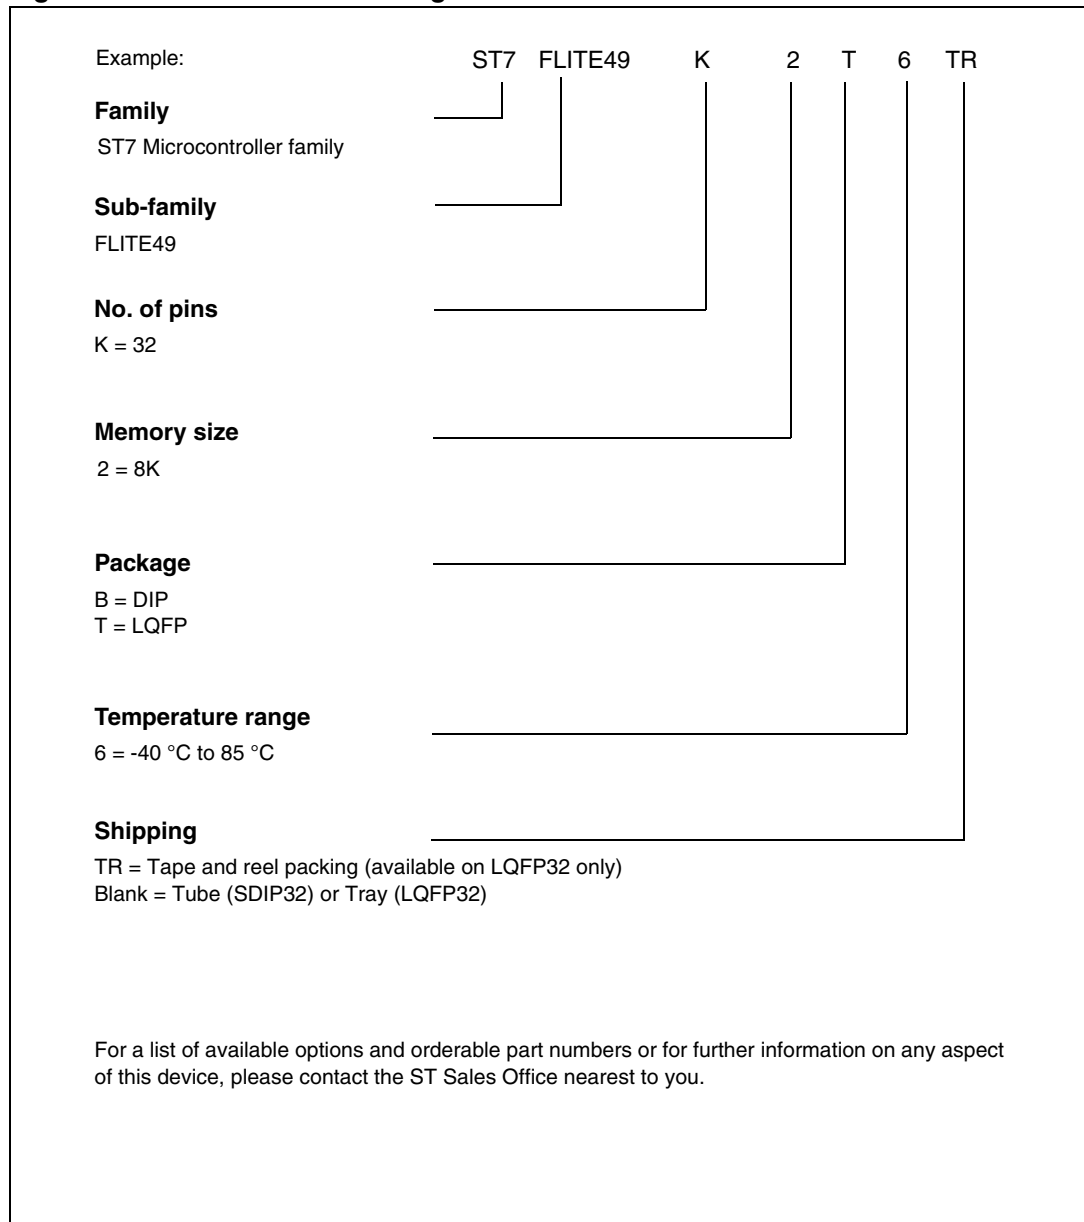 Example: ST7 FLITE49 K 2 T 6 TR
Family
ST7 Microcontroller family
Sub-family
FLITE49
No. of pins
K = 32
Memory size
2 = 8K
Package
B = DIP
T = LQFP
Temperature range
6 = -40 °C to 85 °C
Shipping
TR = Tape and reel packing (available on LQFP32 only)
Blank = Tube (SDIP32) or Tray (LQFP32)
For a list of available options and orderable part numbers or for further information on any aspect
of this device, please contact the ST Sales Office nearest to you.